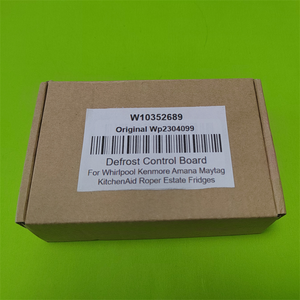 W10352689
Original Wp2304099
Defrost Control Board
For Whirlpool Kenmore Amana Maytag
KitchenAid Roper Estate Fridges